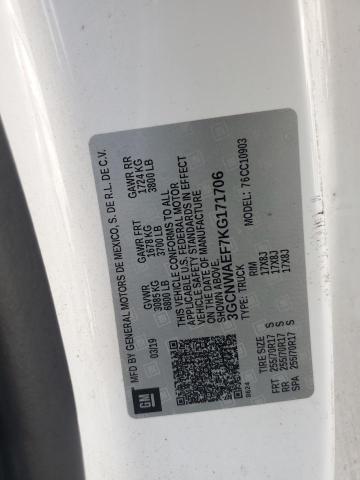 MFD BY GENERAL MOTORS DE MEXICO, S. DE R.L. DE C.V.
GM 03/19 GVWR GAWR FRT GAWR RR
3085 KG 1678 KG 1724 KG
6800 LB 3700 LB 3800 LB
THIS VEHICLE CONFORMS TO ALL
APPLICABLE U.S. FEDERAL MOTOR
VEHICLE SAFETY STANDARDS IN EFFECT
ON THE DATE OF MANUFACTURE
SHOWN ABOVE.
3GCNWAEF7KG171706
TYPE: TRUCK MODEL: 76CC10903
8624
TIRE SIZE RIM
FRT 255/70R17 S 17X8J
RR 255/70R17 S 17X8J
SPA 255/70R17 S 17X8J